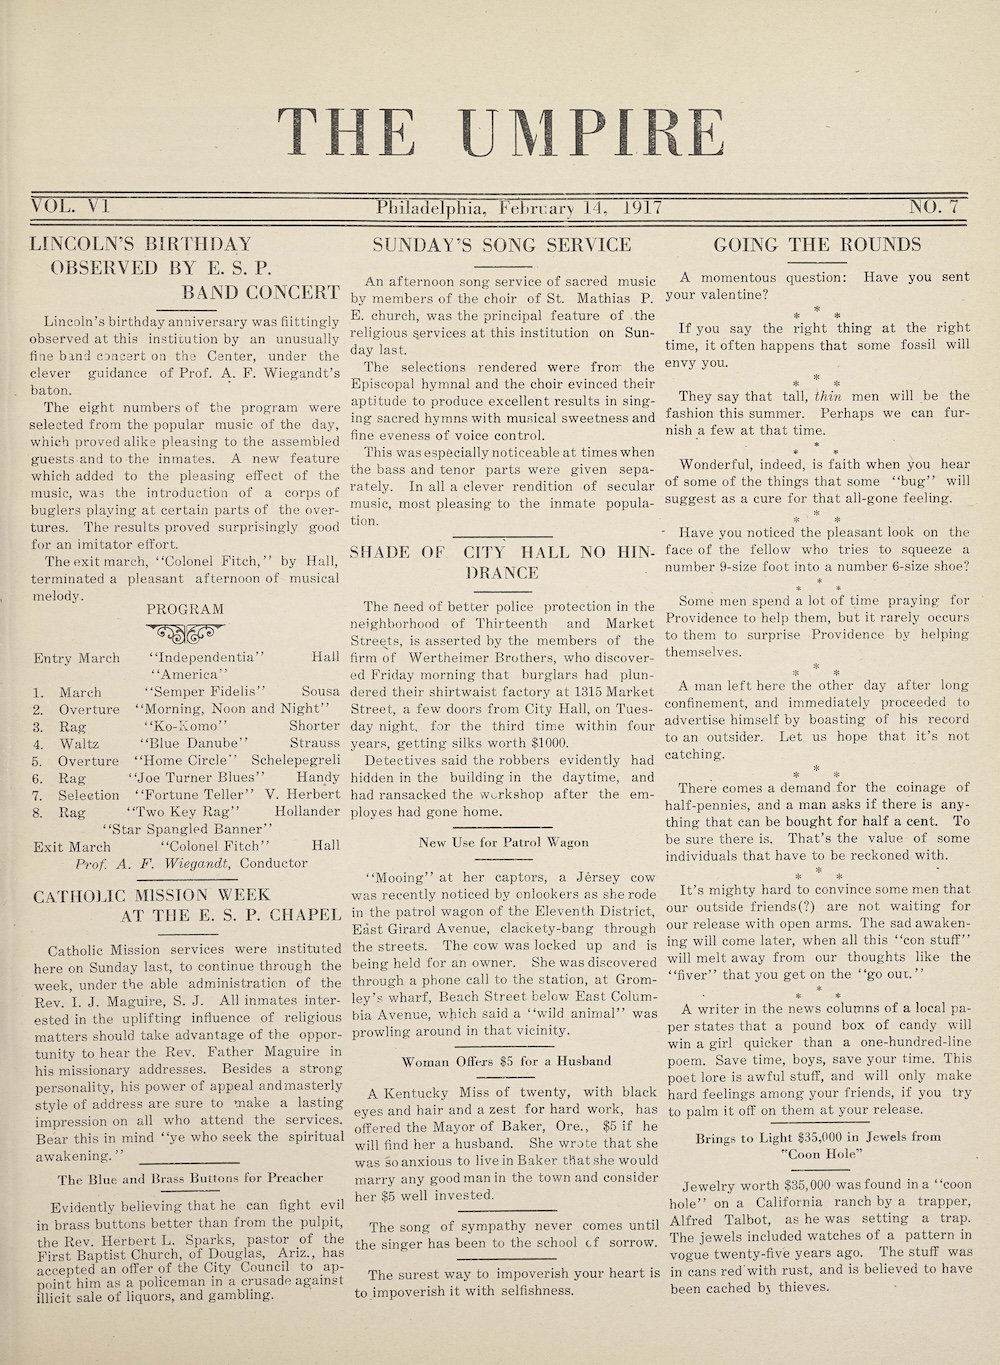 THE UMPIRE
VOL. VI
Philadelphia, February 14, 1917
NO. 7
LINCOLN'S BIRTHDAY
OBSERVED BY E. S. P.
BAND CONCERT
Lincoln's birthday anniversary was fiittingly
observed at this institution by an unusually
fine band concert on the Center, under the
clever guidance of Prof. A. F. Wiegandt's
baton.
The eight numbers of the program were
selected from the popular music of the day,
which proved alike pleasing to the assembled
guests and to the inmates. A new feature
which added to the pleasing effect of the
music, was the introduction of a corps of
buglers playing at certain parts of the over-
tures. The results proved surprisingly good
for an imitator effort.
The exit march, "Colonel Fitch," by Hall,
terminated a pleasant afternoon of musical
melody.
PROGRAM
Entry March "Independentia" Hall
"America"
1. March "Semper Fidelis" Sousa
2. Overture "Morning, Noon and Night"
3. Rag "Ko-Komo" Shorter
4. Waltz "Blue Danube" Strauss
5. Overture "Home Circle" Schelepegreli
6. Rag "Joe Turner Blues" Handy
7. Selection "Fortune Teller" V. Herbert
8. Rag "Two Key Rag" Hollander
"Star Spangled Banner"
Exit March "Colonel Fitch" Hall
Prof. A. F. Wiegandt, Conductor
CATHOLIC MISSION WEEK
AT THE E. S. P. CHAPEL
Catholic Mission services were instituted
here on Sunday last, to continue through the
week, under the able administration of the
Rev. I. J. Maguire, S. J. All inmates inter-
ested in the uplifting influence of religious
matters should take advantage of the oppor-
tunity to hear the Rev. Father Maguire in
his missionary addresses. Besides a strong
personality, his power of appeal and masterly
style of address are sure to make a lasting
impression on all who attend the services.
Bear this in mind "ye who seek the spiritual
awakening."
The Blue and Brass Buttons for Preacher
Evidently believing that he can fight evil
in brass buttons better than from the pulpit,
the Rev. Herbert L. Sparks, pastor of the
First Baptist Church, of Douglas, Ariz., has
accepted an offer of the City Council to ap-
point him as a policeman in a crusade against
illicit sale of liquors, and gambling.
SUNDAY'S SONG SERVICE
An afternoon song service of sacred music
by members of the choir of St. Mathias P.
E. church, was the principal feature of the
religious services at this institution on Sun-
day last.
The selections rendered were from the
Episcopal hymnal and the choir evinced their
aptitude to produce excellent results in sing-
ing sacred hymns with musical sweetness and
fine eveness of voice control.
This was especially noticeable at times when
the bass and tenor parts were given sepa-
rately. In all a clever rendition of secular
music, most pleasing to the inmate popula-
tion.
SHADE OF CITY HALL NO HIN-
DRANCE
The need of better police protection in the
neighborhood of Thirteenth and Market
Streets, is asserted by the members of the
firm of Wertheimer Brothers, who discover-
ed Friday morning that burglars had plun-
dered their shirtwaist factory at 1315 Market
Street, a few doors from City Hall, on Tues-
day night, for the third time within four
years, getting silks worth $1000.
Detectives said the robbers evidently had
hidden in the building in the daytime, and
had ransacked the workshop after the em-
ployes had gone home.
New Use for Patrol Wagon
"Mooing" at her captors, a Jersey cow
was recently noticed by onlookers as she rode
in the patrol wagon of the Eleventh District,
East Girard Avenue, clackety-bang through
the streets. The cow was locked up and is
being held for an owner. She was discovered
through a phone call to the station, at Grom-
ley's wharf, Beach Street below East Colum-
bia Avenue, which said a "wild animal" was
prowling around in that vicinity.
Woman Offers $5 for a Husband
A Kentucky Miss of twenty, with black
eyes and hair and a zest for hard work, has
offered the Mayor of Baker, Ore., $5 if he
will find her a husband. She wrote that she
was so anxious to live in Baker that she would
marry any good man in the town and consider
her $5 well invested.
The song of sympathy never comes until
the singer has been to the school of sorrow.
The surest way to impoverish your heart is
to impoverish it with selfishness.
GOING THE ROUNDS
A momentous question: Have you sent
your valentine?
* * *
If you say the right thing at the right
time, it often happens that some fossil will
envy you.
* * *
They say that tall, thin men will be the
fashion this summer. Perhaps we can fur-
nish a few at that time.
* * *
Wonderful, indeed, is faith when you hear
of some of the things that some "bug" will
suggest as a cure for that all-gone feeling.
* * *
Have you noticed the pleasant look on the
face of the fellow who tries to squeeze a
number 9-size foot into a number 6-size shoe?
* * *
Some men spend a lot of time praying for
Providence to help them, but it rarely occurs
to them to surprise Providence by helping
themselves.
* * *
A man left here the other day after long
confinement, and immediately proceeded to
advertise himself by boasting of his record
to an outsider. Let us hope that it's not
catching.
* * *
There comes a demand for the coinage of
half-pennies, and a man asks if there is any-
thing that can be bought for half a cent. To
be sure there is. That's the value of some
individuals that have to be reckoned with.
* * *
It's mighty hard to convince some men that
our outside friends(?) are not waiting for
our release with open arms. The sad awaken-
ing will come later, when all this "con stuff"
will melt away from our thoughts like the
"fiver" that you get on the "go out."
* * *
A writer in the news columns of a local pa-
per states that a pound box of candy will
win a girl quicker than a one-hundred-line
poem. Save time, boys, save your time. This
poet lore is awful stuff, and will only make
hard feelings among your friends, if you try
to palm it off on them at your release.
Brings to Light $35,000 in Jewels from
"Coon Hole"
Jewelry worth $35,000 was found in a "coon
hole" on a California ranch by a trapper,
Alfred Talbot, as he was setting a trap.
The jewels included watches of a pattern in
vogue twenty-five years ago. The stuff was
in cans red with rust, and is believed to have
been cached by thieves.